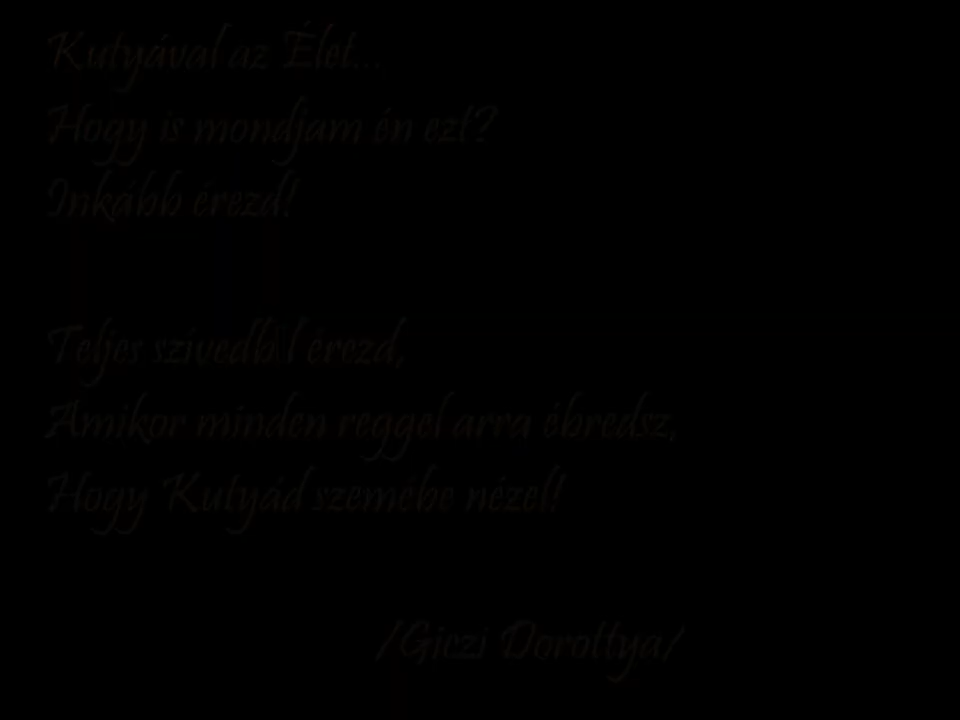 Kutyával az Élet...
Hogy is mondjam én ezt?
Inkább érezd!
Teljes szívedből érezd,
Amikor minden reggel arra ébredsz,
Hogy Kutyád szemébe nézel!
/Giczi Dorottya/